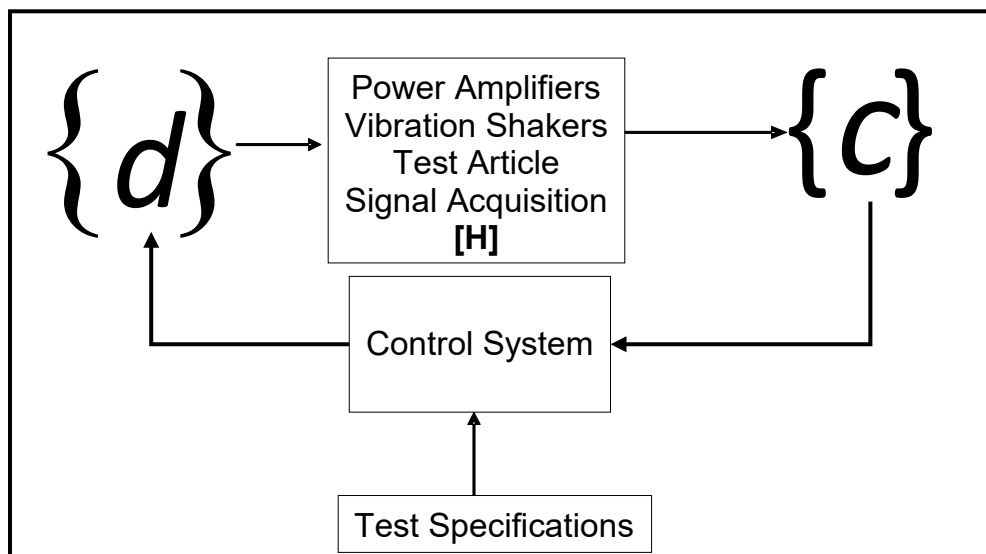 {d}
Power Amplifiers
Vibration Shakers
Test Article
Signal Acquisition
[H]
{c}
Control System
Test Specifications